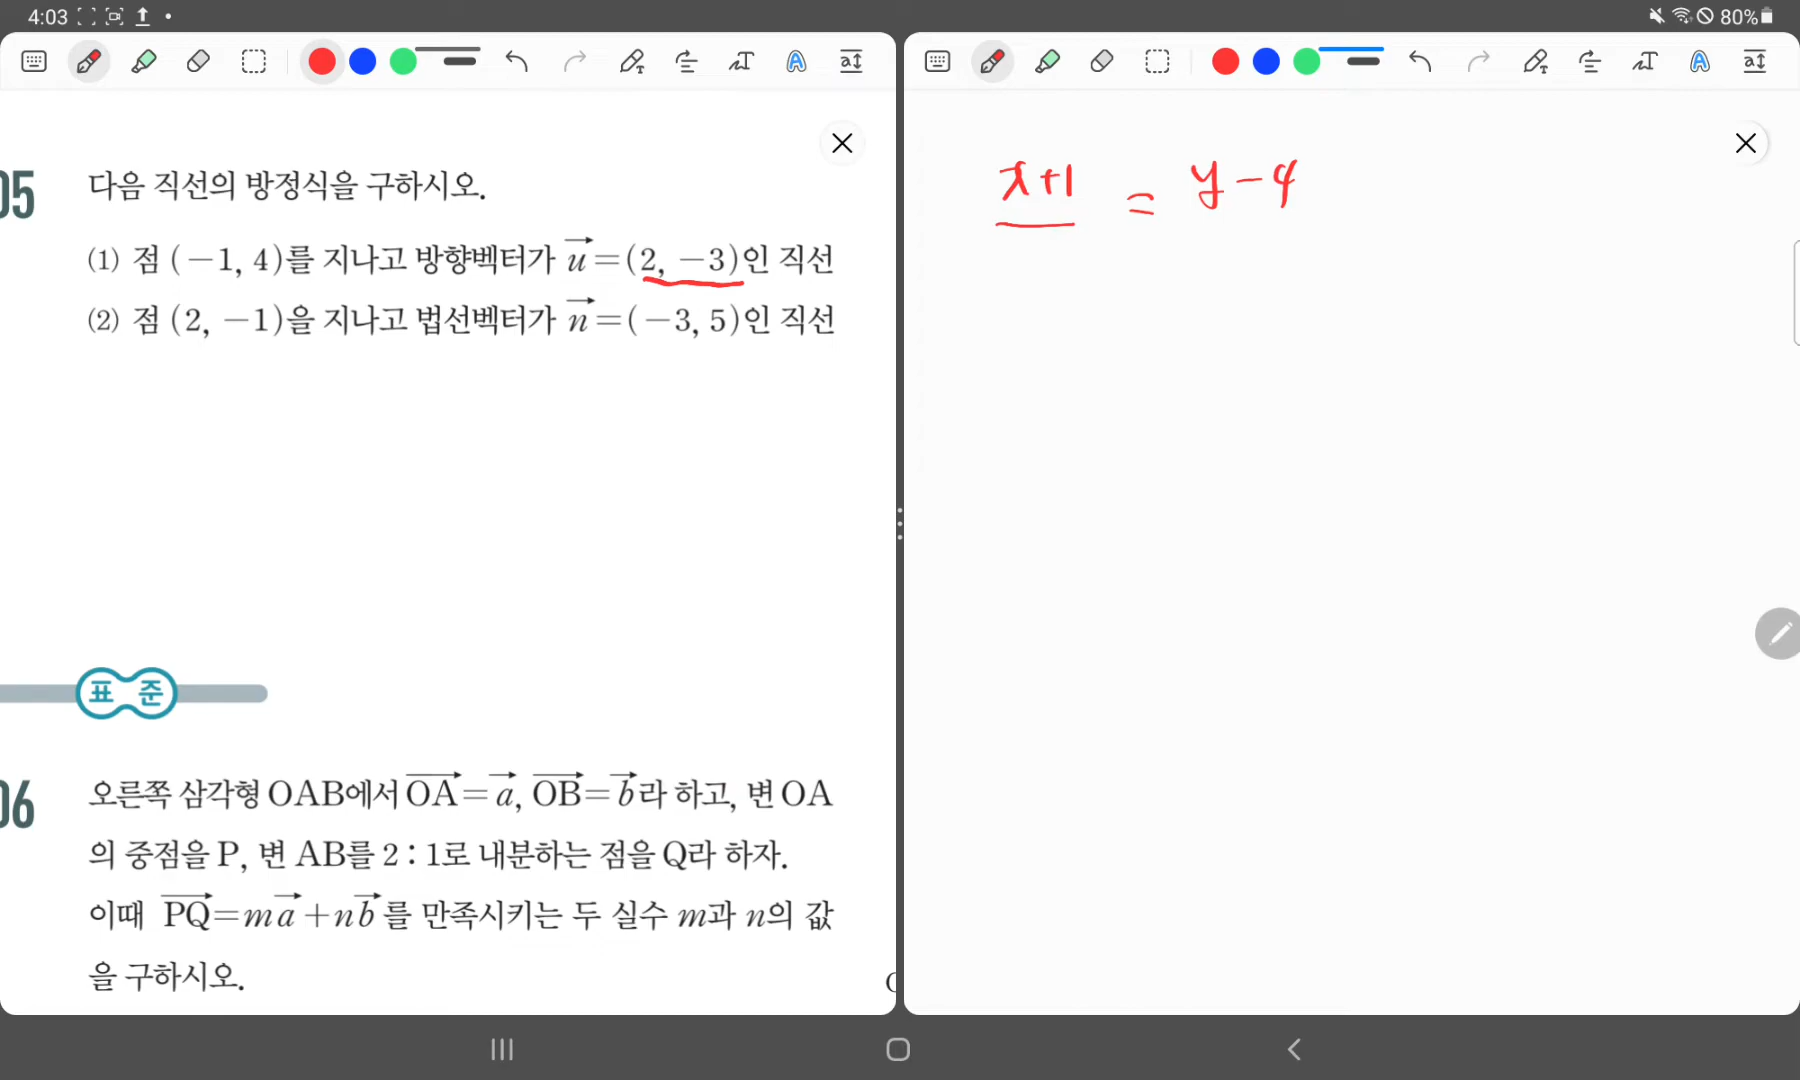 4:03
80%
05 다음 직선의 방정식을 구하시오.
(1) 점 (−1, 4)를 지나고 방향벡터가 u→=(2, −3)인 직선
(2) 점 (2, −1)을 지나고 법선벡터가 n→=(−3, 5)인 직선
표 준
06 오른쪽 삼각형 OAB에서 OA→=a→, OB→=b→라 하고, 변 OA
의 중점을 P, 변 AB를 2 : 1로 내분하는 점을 Q라 하자.
이때 PQ→=ma→+nb→를 만족시키는 두 실수 m과 n의 값
을 구하시오.
x+1 = y-4